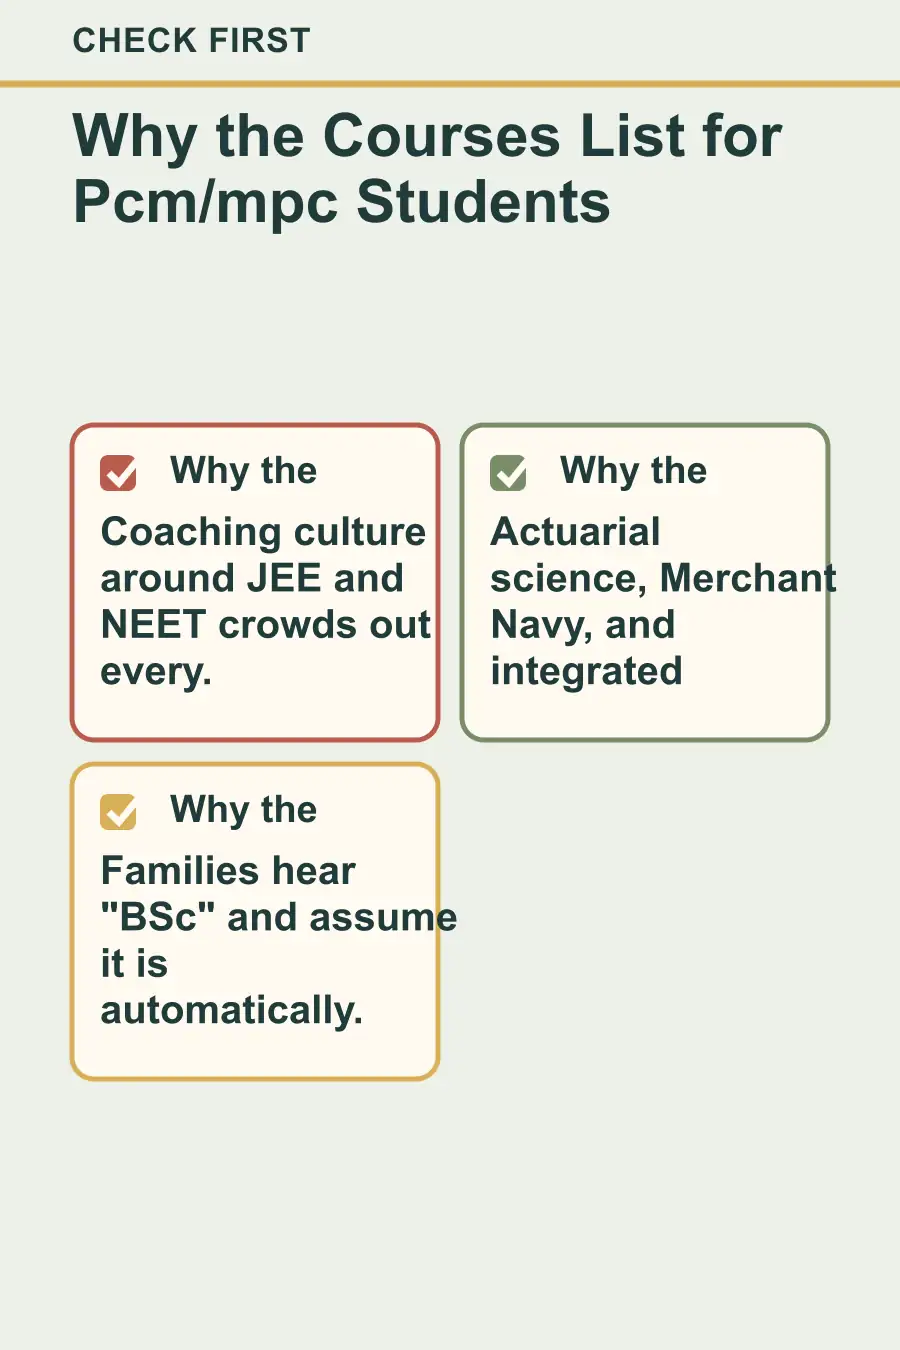 CHECK FIRST
Why the Courses List for
Pcm/mpc Students
Why the
Coaching culture
around JEE and
NEET crowds out
every.
Why the
Actuarial
science, Merchant
Navy, and
integrated
Why the
Families hear
"BSc" and assume
it is
automatically.